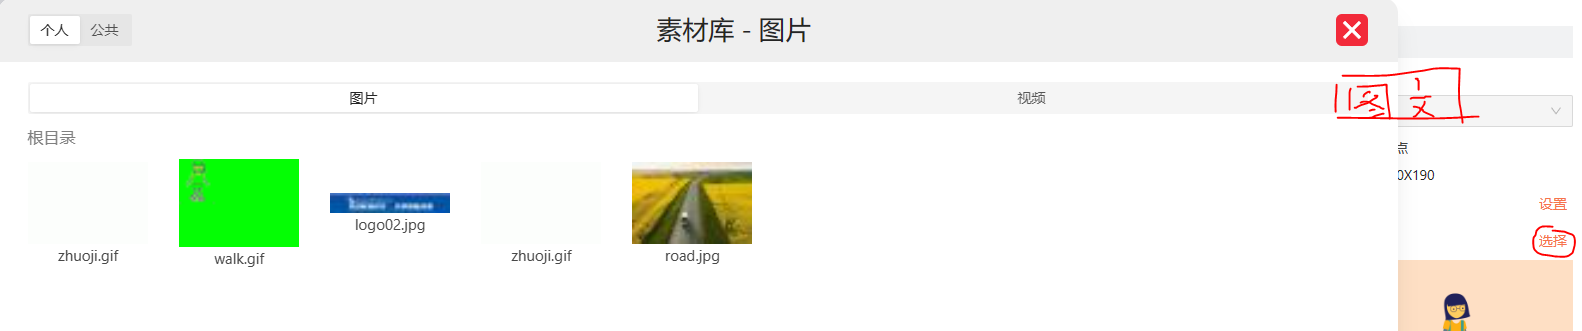 个人 公共 素材库 - 图片
图片 视频 图文
根目录
点
0X190
设置
选择
logo02.jpg
zhuoji.gif walk.gif zhuoji.gif road.jpg